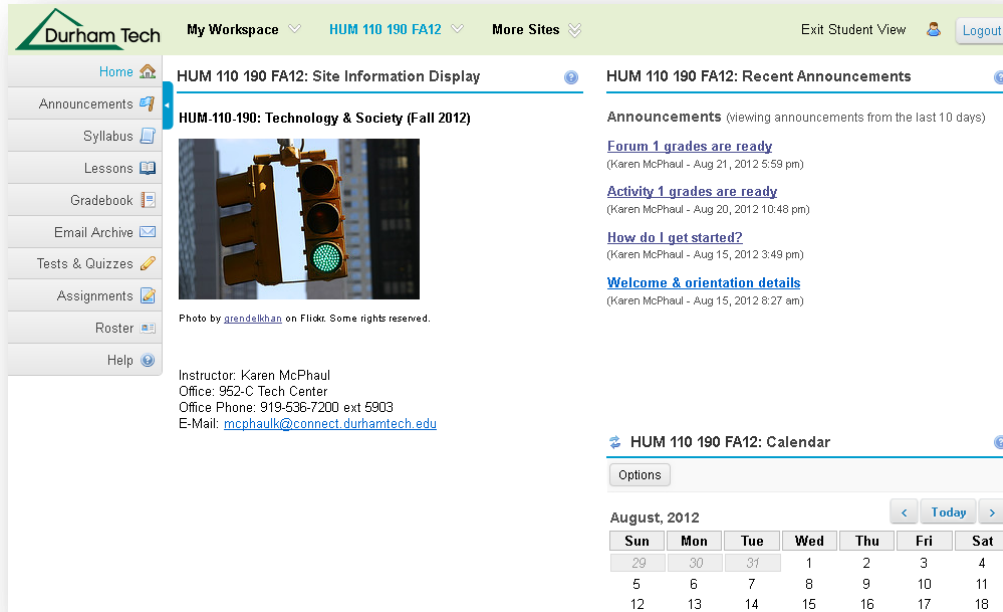 Durham Tech
My Workspace
HUM 110 190 FA12
More Sites
Exit Student View
Logout
Home
Announcements
Syllabus
Lessons
Gradebook
Email Archive
Tests & Quizzes
Assignments
Roster
Help
HUM 110 190 FA12: Site Information Display
HUM-110-190: Technology & Society (Fall 2012)
Photo by grendelkhan on Flickr. Some rights reserved.
Instructor: Karen McPhaul
Office: 952-C Tech Center
Office Phone: 919-536-7200 ext 5903
E-Mail: mcphaulk@connect.durhamtech.edu
HUM 110 190 FA12: Recent Announcements
Announcements (viewing announcements from the last 10 days)
Forum 1 grades are ready
(Karen McPhaul - Aug 21, 2012 5:59 pm)
Activity 1 grades are ready
(Karen McPhaul - Aug 20, 2012 10:48 pm)
How do I get started?
(Karen McPhaul - Aug 15, 2012 3:49 pm)
Welcome & orientation details
(Karen McPhaul - Aug 15, 2012 8:27 am)
HUM 110 190 FA12: Calendar
Options
August, 2012
< Today >
Sun Mon Tue Wed Thu Fri Sat
29 30 31 1 2 3 4
5 6 7 8 9 10 11
12 13 14 15 16 17 18